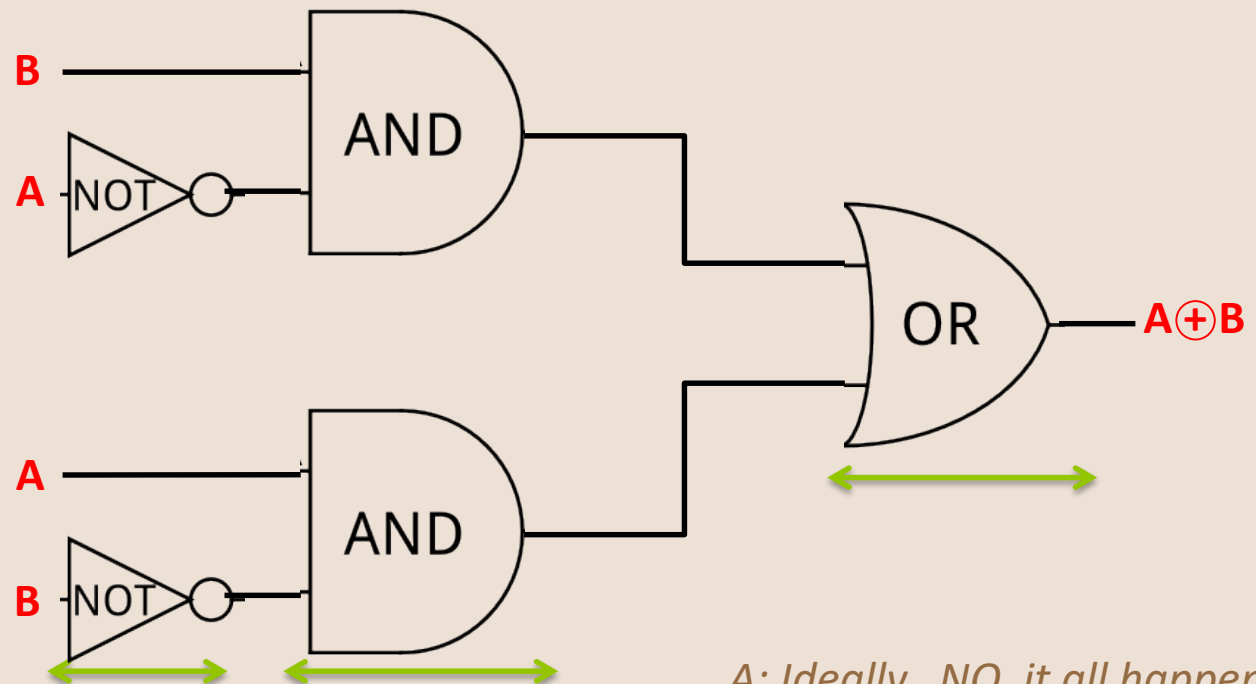 B
AND
A
NOT
OR
A⊕B
A
AND
B
NOT
A: Ideally, NO, it all happen